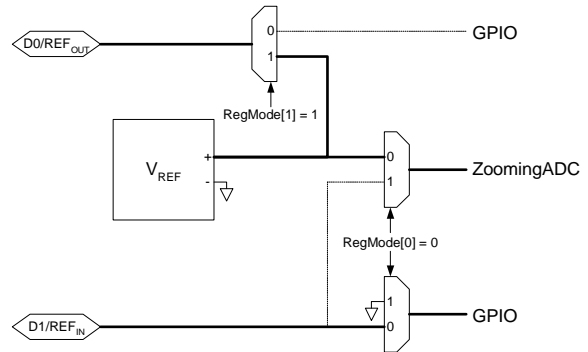 D0/REF_OUT
0
GPIO
1
RegMode[1] = 1
V_REF
+
-
0
1
ZoomingADC
RegMode[0] = 0
1
0
GPIO
D1/REF_IN